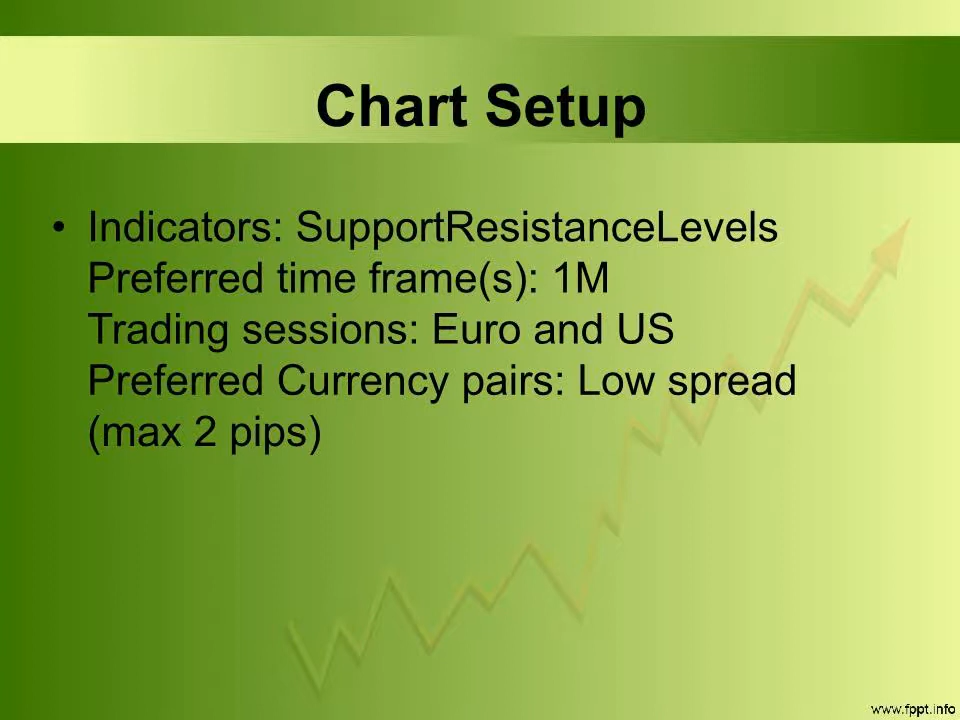 Chart Setup
• Indicators: SupportResistanceLevels
Preferred time frame(s): 1M
Trading sessions: Euro and US
Preferred Currency pairs: Low spread
(max 2 pips)
www.fppt.info